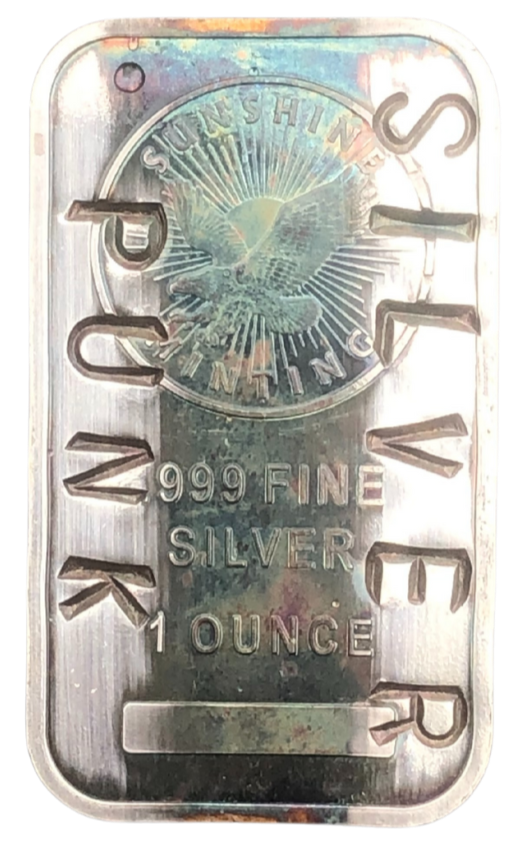 SUNSHINE
MINTING
999 FINE
SILVER
1 OUNCE
SILVER
PUNK